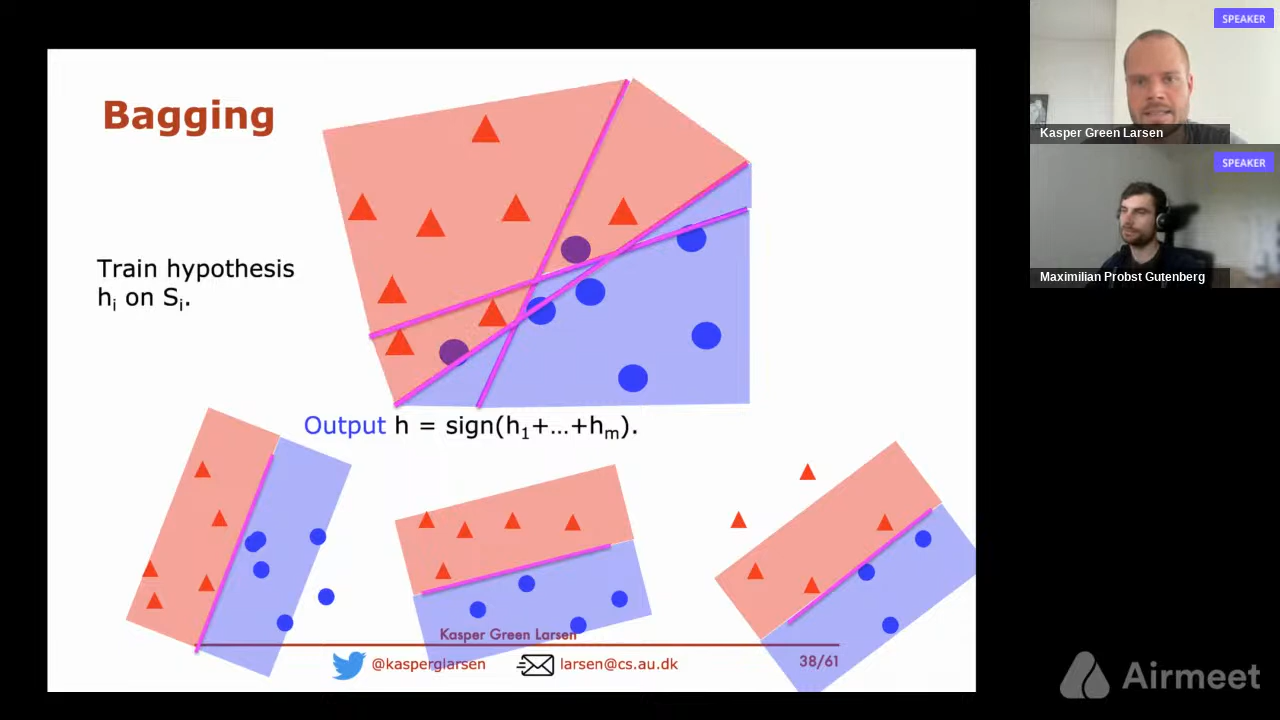 Bagging
Train hypothesis
hᵢ on Sᵢ.
Output h = sign(h₁+...+hₘ).
Kasper Green Larsen
@kasperglarsen
larsen@cs.au.dk
38/61
SPEAKER
Kasper Green Larsen
SPEAKER
Maximilian Probst Gutenberg
Airmeet